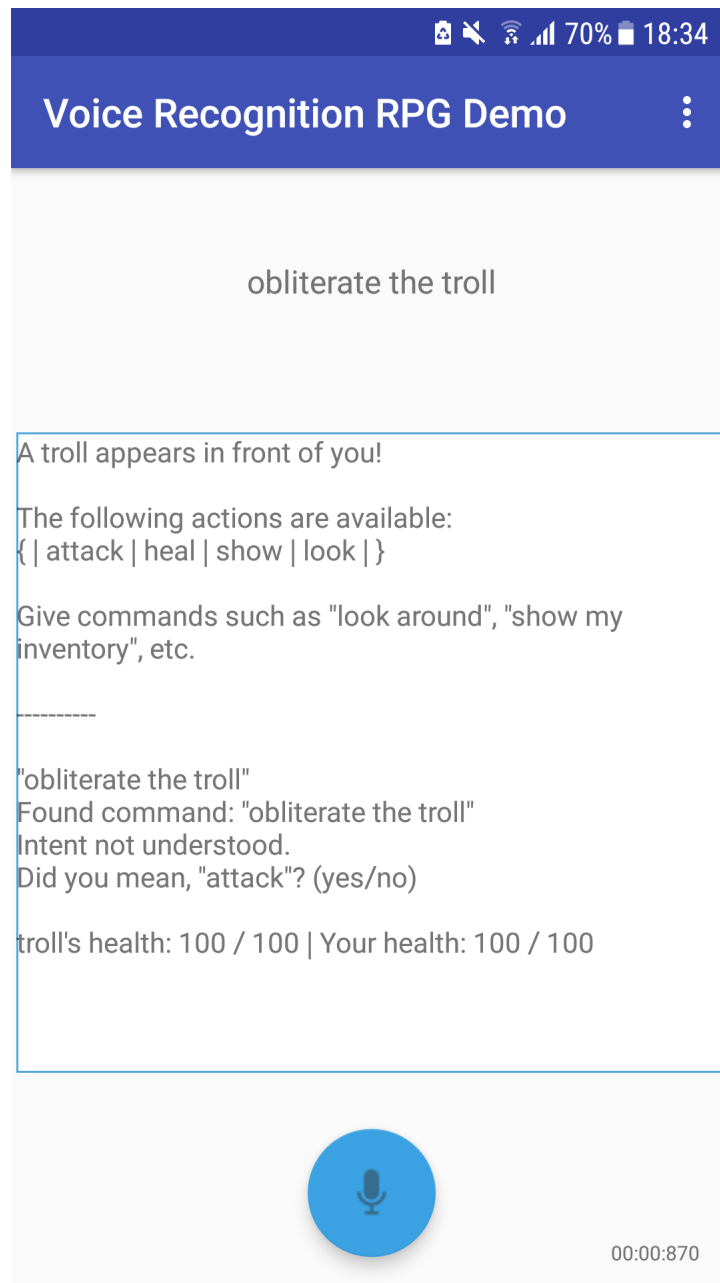 70% 18:34
Voice Recognition RPG Demo
obliterate the troll
A troll appears in front of you!
The following actions are available:
{ | attack | heal | show | look | }
Give commands such as "look around", "show my
inventory", etc.
----------
"obliterate the troll"
Found command: "obliterate the troll"
Intent not understood.
Did you mean, "attack"? (yes/no)
troll's health: 100 / 100 | Your health: 100 / 100
00:00:870